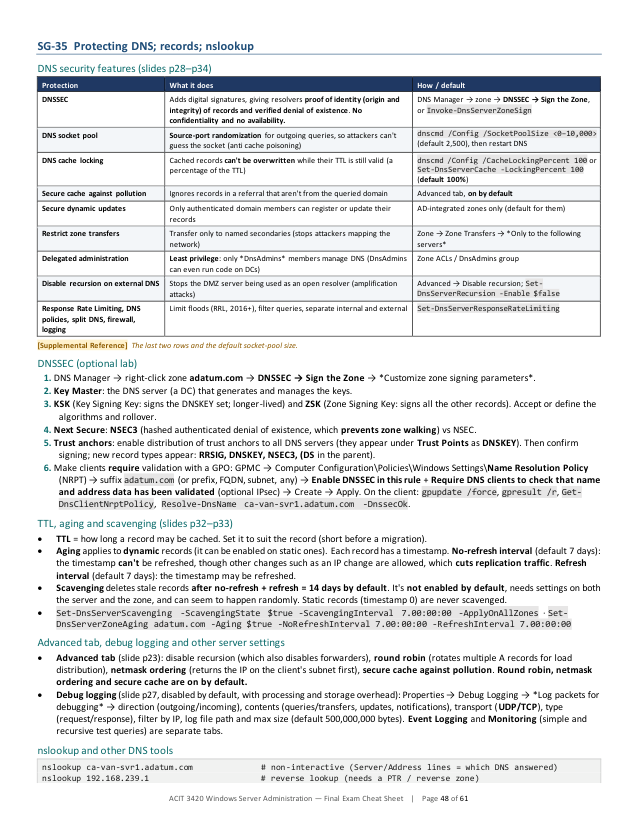 SG-35 Protecting DNS; records; nslookup
DNS security features (slides p28–p34)
Protection What it does How / default
DNSSEC Adds digital signatures, giving resolvers proof of identity (origin and integrity) of records and verified denial of existence. No confidentiality and no availability. DNS Manager → zone → DNSSEC → Sign the Zone, or Invoke-DnsServerZoneSign
DNS socket pool Source-port randomization for outgoing queries, so attackers can't guess the socket (anti cache poisoning) dnscmd /Config /SocketPoolSize <0–10,000> (default 2,500), then restart DNS
DNS cache locking Cached records can't be overwritten while their TTL is still valid (a percentage of the TTL) dnscmd /Config /CacheLockingPercent 100 or Set-DnsServerCache -LockingPercent 100 (default 100%)
Secure cache against pollution Ignores records in a referral that aren't from the queried domain Advanced tab, on by default
Secure dynamic updates Only authenticated domain members can register or update their records AD-integrated zones only (default for them)
Restrict zone transfers Transfer only to named secondaries (stops attackers mapping the network) Zone → Zone Transfers → *Only to the following servers*
Delegated administration Least privilege: only *DnsAdmins* members manage DNS (DnsAdmins can even run code on DCs) Zone ACLs / DnsAdmins group
Disable recursion on external DNS Stops the DMZ server being used as an open resolver (amplification attacks) Advanced → Disable recursion; Set-DnsServerRecursion -Enable $false
Response Rate Limiting, DNS policies, split DNS, firewall, logging Limit floods (RRL, 2016+), filter queries, separate internal and external Set-DnsServerResponseRateLimiting
[Supplemental Reference] The last two rows and the default socket-pool size.
DNSSEC (optional lab)
1. DNS Manager → right-click zone adatum.com → DNSSEC → Sign the Zone → *Customize zone signing parameters*.
2. Key Master: the DNS server (a DC) that generates and manages the keys.
3. KSK (Key Signing Key: signs the DNSKEY set; longer-lived) and ZSK (Zone Signing Key: signs all the other records). Accept or define the
algorithms and rollover.
4. Next Secure: NSEC3 (hashed authenticated denial of existence, which prevents zone walking) vs NSEC.
5. Trust anchors: enable distribution of trust anchors to all DNS servers (they appear under Trust Points as DNSKEY). Then confirm
signing; new record types appear: RRSIG, DNSKEY, NSEC3, (DS in the parent).
6. Make clients require validation with a GPO: GPMC → Computer Configuration\Policies\Windows Settings\Name Resolution Policy
(NRPT) → suffix adatum.com (or prefix, FQDN, subnet, any) → Enable DNSSEC in this rule + Require DNS clients to check that name
and address data has been validated (optional IPsec) → Create → Apply. On the client: gpupdate /force, gpresult /r, Get-
DnsClientNrptPolicy, Resolve-DnsName ca-van-svr1.adatum.com -DnssecOk.
TTL, aging and scavenging (slides p32–p33)
• TTL = how long a record may be cached. Set it to suit the record (short before a migration).
• Aging applies to dynamic records (it can be enabled on static ones). Each record has a timestamp. No-refresh interval (default 7 days):
the timestamp can't be refreshed, though other changes such as an IP change are allowed, which cuts replication traffic. Refresh
interval (default 7 days): the timestamp may be refreshed.
• Scavenging deletes stale records after no-refresh + refresh = 14 days by default. It's not enabled by default, needs settings on both
the server and the zone, and can seem to happen randomly. Static records (timestamp 0) are never scavenged.
• Set-DnsServerScavenging -ScavengingState $true -ScavengingInterval 7.00:00:00 -ApplyOnAllZones · Set-
DnsServerZoneAging adatum.com -Aging $true -NoRefreshInterval 7.00:00:00 -RefreshInterval 7.00:00:00
Advanced tab, debug logging and other server settings
• Advanced tab (slide p23): disable recursion (which also disables forwarders), round robin (rotates multiple A records for load
distribution), netmask ordering (returns the IP on the client's subnet first), secure cache against pollution. Round robin, netmask
ordering and secure cache are on by default.
• Debug logging (slide p27, disabled by default, with processing and storage overhead): Properties → Debug Logging → *Log packets for
debugging* → direction (outgoing/incoming), contents (queries/transfers, updates, notifications), transport (UDP/TCP), type
(request/response), filter by IP, log file path and max size (default 500,000,000 bytes). Event Logging and Monitoring (simple and
recursive test queries) are separate tabs.
nslookup and other DNS tools
nslookup ca-van-svr1.adatum.com # non-interactive (Server/Address lines = which DNS answered)
nslookup 192.168.239.1 # reverse lookup (needs a PTR / reverse zone)
ACIT 3420 Windows Server Administration — Final Exam Cheat Sheet | Page 48 of 61